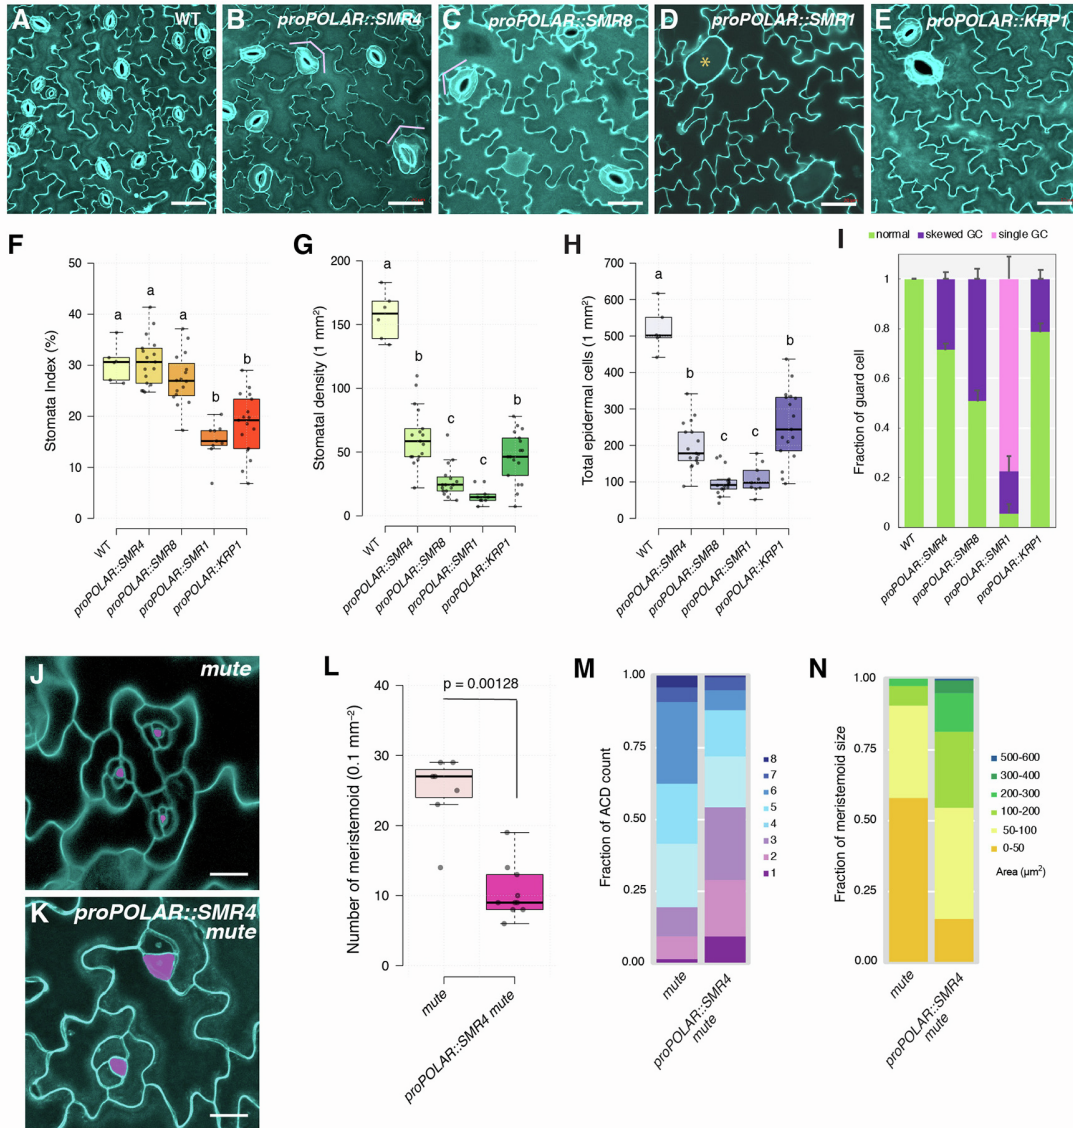 A WT
B proPOLAR::SMR4
C proPOLAR::SMR8
D proPOLAR::SMR1
*
E proPOLAR::KRP1
F
Stomata Index (%)
50
40
30
20
10
0
a
a
a
b
b
WT
proPOLAR::SMR4
proPOLAR::SMR8
proPOLAR::SMR1
proPOLAR::KRP1
G
Stomatal density (1 mm²)
200
150
100
50
0
a
b
c
c
b
WT
proPOLAR::SMR4
proPOLAR::SMR8
proPOLAR::SMR1
proPOLAR::KRP1
H
Total epidermal cells (1 mm²)
700
600
500
400
300
200
100
0
a
b
c
c
b
WT
proPOLAR::SMR4
proPOLAR::SMR8
proPOLAR::SMR1
proPOLAR::KRP1
I
normal skewed GC single GC
Fraction of guard cell
1
0.8
0.6
0.4
0.2
0
WT
proPOLAR::SMR4
proPOLAR::SMR8
proPOLAR::SMR1
proPOLAR::KRP1
J mute
K proPOLAR::SMR4
mute
L
p = 0.00128
Number of meristemoid (0.1 mm⁻²)
40
30
20
10
0
mute
proPOLAR::SMR4 mute
M
Fraction of ACD count
1.00
0.75
0.50
0.25
0.00
8
7
6
5
4
3
2
1
mute
proPOLAR::SMR4
mute
N
Fraction of meristemoid size
1.00
0.75
0.50
0.25
0.00
500-600
300-400
200-300
100-200
50-100
0-50
Area (µm²)
mute
proPOLAR::SMR4
mute